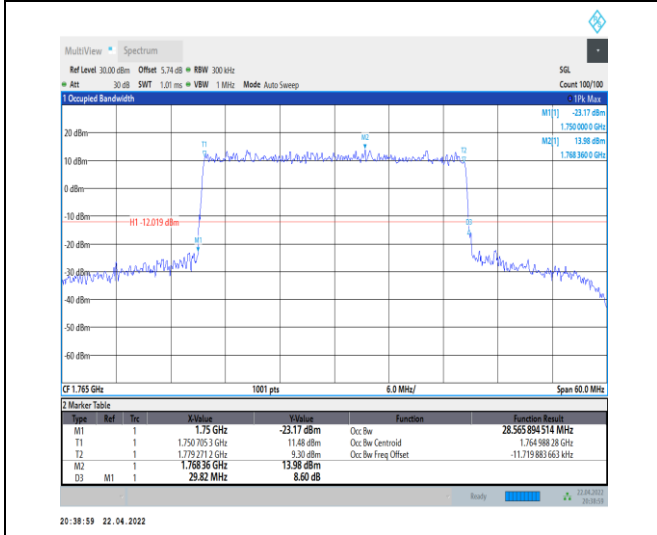 MultiView Spectrum
Ref Level 30.00 dBm Offset 5.74 dB RBW 300 kHz SGL
Att 30 dB SWT 1.01 ms VBW 1 MHz Mode Auto Sweep Count 100/100
1 Occupied Bandwidth 1Pk Max
M1[1] -23.17 dBm
1.750 000 0 GHz
M2[1] 13.98 dBm
1.768 360 0 GHz
20 dBm
M2
T1
T2
10 dBm
0 dBm
-10 dBm
H1 -12.019 dBm
D3
M1
-20 dBm
-30 dBm
-40 dBm
-50 dBm
-60 dBm
CF 1.765 GHz 1001 pts 6.0 MHz/ Span 60.0 MHz
2 Marker Table
Type Ref Trc X-Value Y-Value Function Function Result
M1 1 1.75 GHz -23.17 dBm Occ Bw 28.565 894 514 MHz
T1 1 1.750 705 3 GHz 11.48 dBm Occ Bw Centroid 1.764 988 28 GHz
T2 1 1.779 271 2 GHz 9.30 dBm Occ Bw Freq Offset -11.719 883 663 kHz
M2 1 1.768 36 GHz 13.98 dBm
D3 M1 1 29.82 MHz 8.60 dB
Ready 22.04.2022
20:38:58
20:38:59 22.04.2022